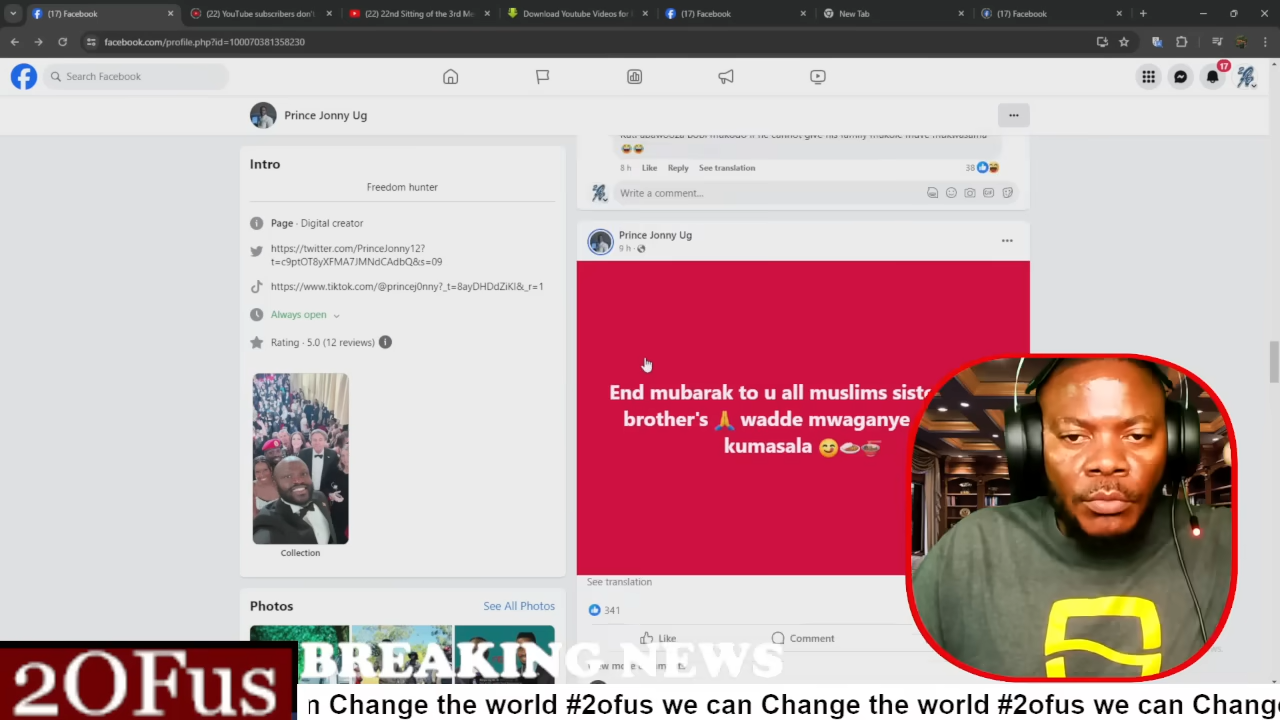 (17) Facebook
(22) YouTube subscribers don't
(22) 22nd Sitting of the 3rd Me
Download Youtube Videos for
(17) Facebook
New Tab
(17) Facebook
facebook.com/profile.php?id=100070381358230
Search Facebook
17
Prince Jonny Ug
Intro
Freedom hunter
Page · Digital creator
https://twitter.com/PrinceJonny12?
t=c9ptOT8yXFMA7JMNdCAdbQ&s=09
https://www.tiktok.com/@princej0nny?_t=8ayDHDdZiKI&_r=1
Always open
Rating · 5.0 (12 reviews)
Collection
Photos
See All Photos
😂😂
8 h Like Reply See translation 38
Write a comment...
Prince Jonny Ug
9 h ·
End mubarak to u all muslims siste
brother's 🙏 wadde mwaganye
kumasala 😊
See translation
341
Like
Comment
2OFus
BREAKING NEWS
Change the world #2ofus we can Change the world #2ofus we can Chang